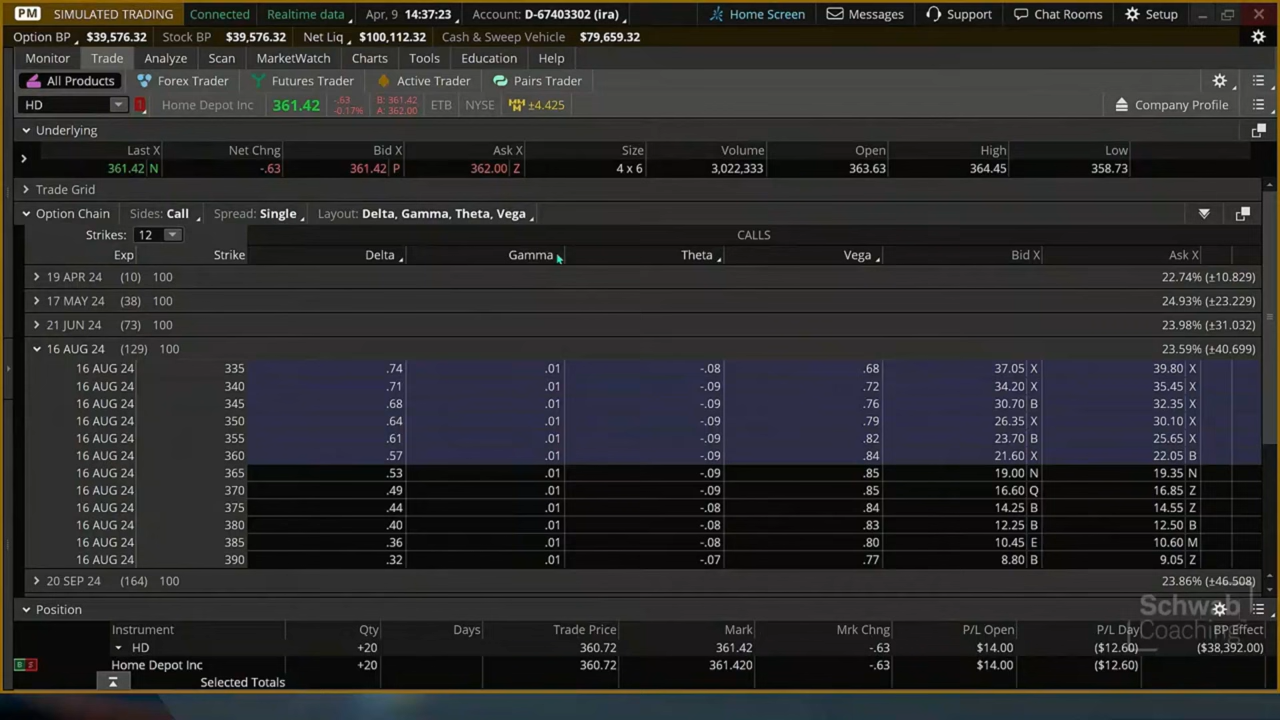 PM SIMULATED TRADING Connected Realtime data Apr, 9 14:37:23 Account: D-67403302 (ira) Home Screen Messages Support Chat Rooms Setup
Option BP $39,576.32 Stock BP $39,576.32 Net Liq $100,112.32 Cash & Sweep Vehicle $79,659.32
Monitor Trade Analyze Scan MarketWatch Charts Tools Education Help
All Products Forex Trader Futures Trader Active Trader Pairs Trader
HD Home Depot Inc 361.42 -.63 -0.17% B: 361.42 A: 362.00 ETB NYSE ±4.425 Company Profile
Underlying
Last X Net Chng Bid X Ask X Size Volume Open High Low
361.42 N -.63 361.42 P 362.00 Z 4 x 6 3,022,333 363.63 364.45 358.73
Trade Grid
Option Chain Sides: Call Spread: Single Layout: Delta, Gamma, Theta, Vega
Strikes: 12 CALLS
Exp Strike Delta Gamma Theta Vega Bid X Ask X
19 APR 24 (10) 100 22.74% (±10.829)
17 MAY 24 (38) 100 24.93% (±23.229)
21 JUN 24 (73) 100 23.98% (±31.032)
16 AUG 24 (129) 100 23.59% (±40.699)
16 AUG 24 335 .74 .01 -.08 .68 37.05 X 39.80 X
16 AUG 24 340 .71 .01 -.09 .72 34.20 X 35.45 X
16 AUG 24 345 .68 .01 -.09 .76 30.70 B 32.35 X
16 AUG 24 350 .64 .01 -.09 .79 26.35 X 30.10 X
16 AUG 24 355 .61 .01 -.09 .82 23.70 B 25.65 X
16 AUG 24 360 .57 .01 -.09 .84 21.60 X 22.05 B
16 AUG 24 365 .53 .01 -.09 .85 19.00 N 19.35 N
16 AUG 24 370 .49 .01 -.09 .85 16.60 Q 16.85 Z
16 AUG 24 375 .44 .01 -.08 .84 14.25 B 14.55 Z
16 AUG 24 380 .40 .01 -.08 .83 12.25 B 12.50 B
16 AUG 24 385 .36 .01 -.08 .80 10.45 E 10.60 M
16 AUG 24 390 .32 .01 -.07 .77 8.80 B 9.05 Z
20 SEP 24 (164) 100 23.86% (±46.508)
Position
Schwab
Coaching
Instrument Qty Days Trade Price Mark Mrk Chng P/L Open P/L Day BP Effect
HD +20 360.72 361.42 -.63 $14.00 ($12.60) ($38,392.00)
Home Depot Inc +20 360.72 361.420 -.63 $14.00 ($12.60)
Selected Totals